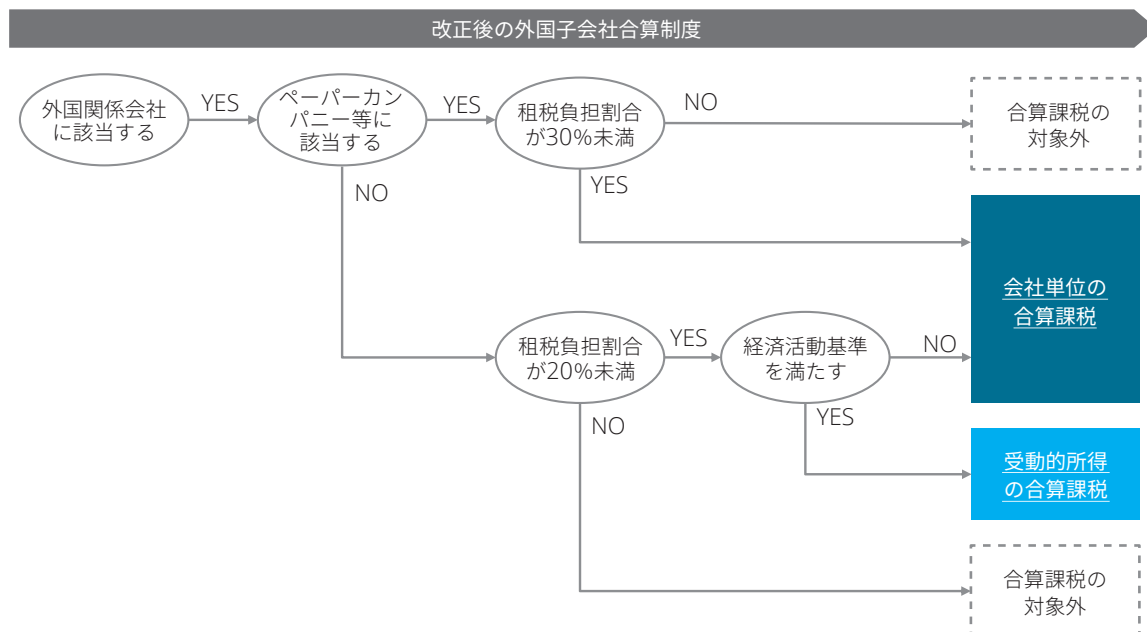 改正後の外国子会社合算制度
外国関係会社
に該当する
YES
ペーパーカン
パニー等に
該当する
YES
租税負担割合
が30％未満
NO
合算課税の
対象外
NO
YES
会社単位の
合算課税
租税負担割合
が20％未満
YES
経済活動基準
を満たす
NO
NO
YES
受動的所得
の合算課税
合算課税の
対象外